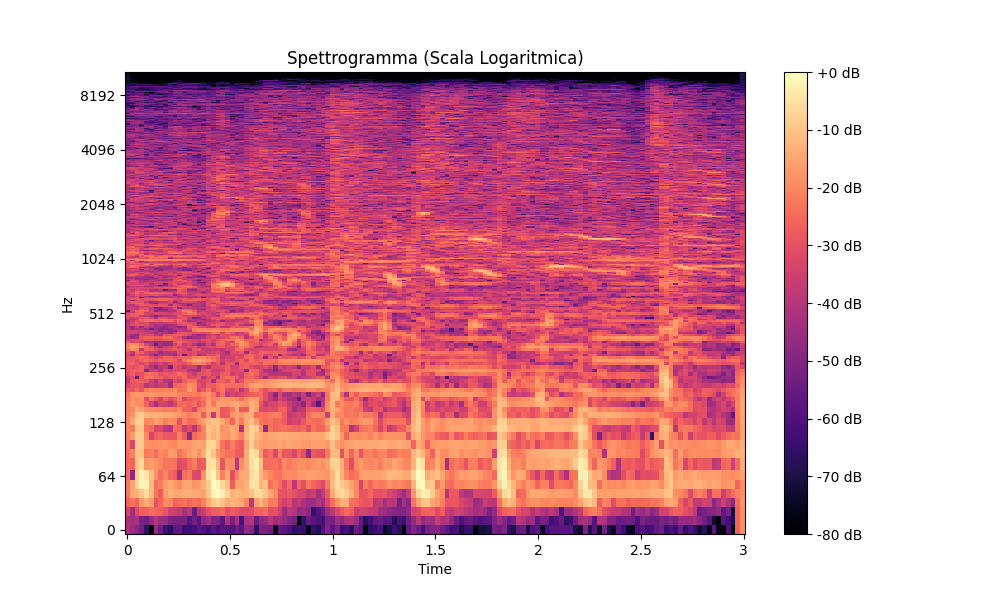 Spettrogramma (Scala Logaritmica)
Hz
8192
4096
2048
1024
512
256
128
64
0
0
0.5
1
1.5
2
2.5
3
Time
+0 dB
-10 dB
-20 dB
-30 dB
-40 dB
-50 dB
-60 dB
-70 dB
-80 dB